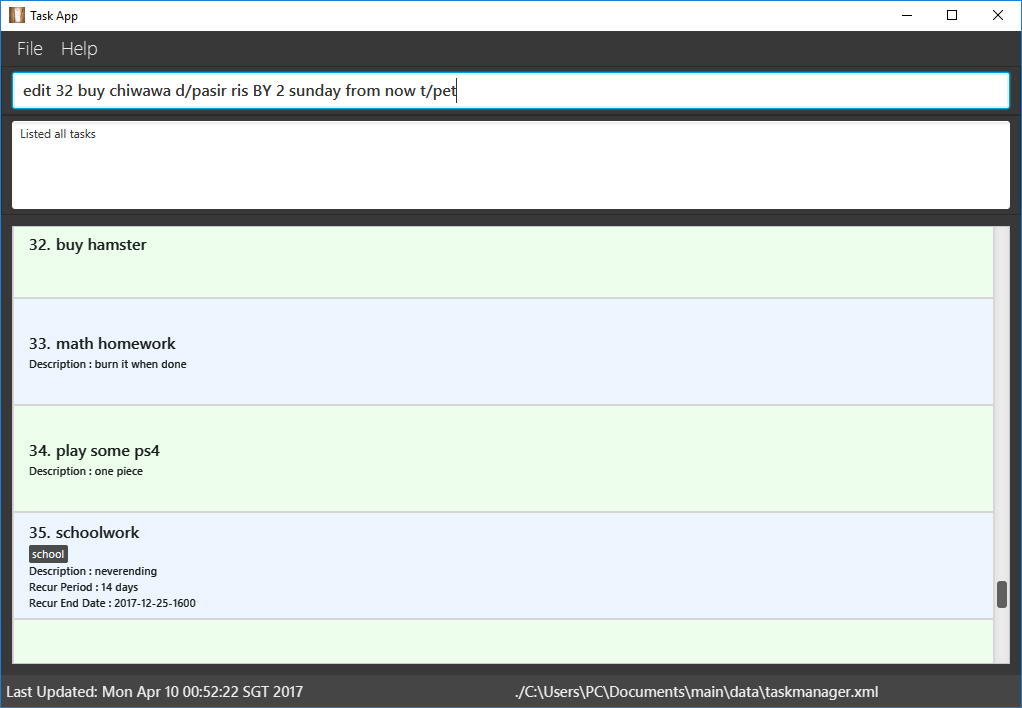 Task App
File Help
edit 32 buy chiwawa d/pasir ris BY 2 sunday from now t/pet
Listed all tasks
32. buy hamster
33. math homework
Description : burn it when done
34. play some ps4
Description : one piece
35. schoolwork
school
Description : neverending
Recur Period : 14 days
Recur End Date : 2017-12-25-1600
Last Updated: Mon Apr 10 00:52:22 SGT 2017 ./C:\Users\PC\Documents\main\data\taskmanager.xml